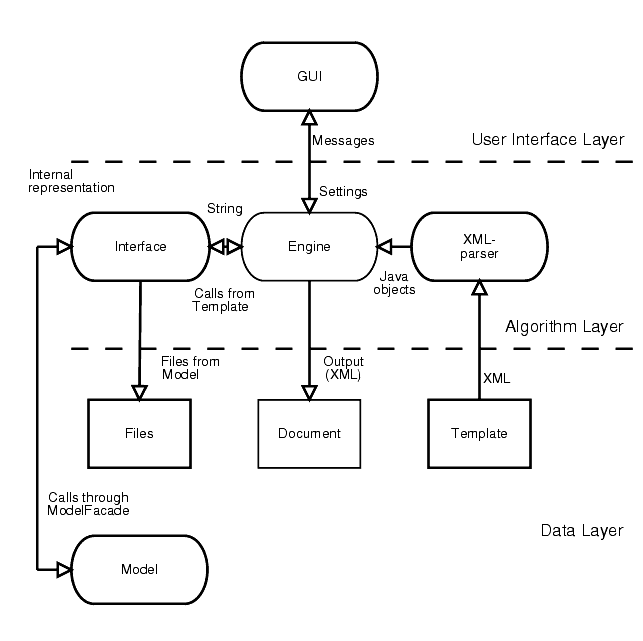 GUI
Messages
User Interface Layer
Internal
representation
Settings
String
Interface
Engine
XML-
parser
Calls from
Template
Java
objects
Algorithm Layer
Files from
Model
Output
(XML)
XML
Files
Document
Template
Calls through
ModelFacade
Data Layer
Model